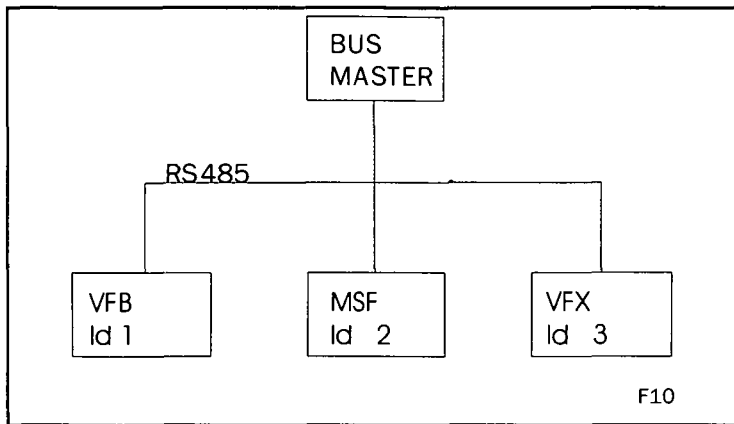 BUS
MASTER
RS485
VFB
Id 1
MSF
Id 2
VFX
Id 3
F10